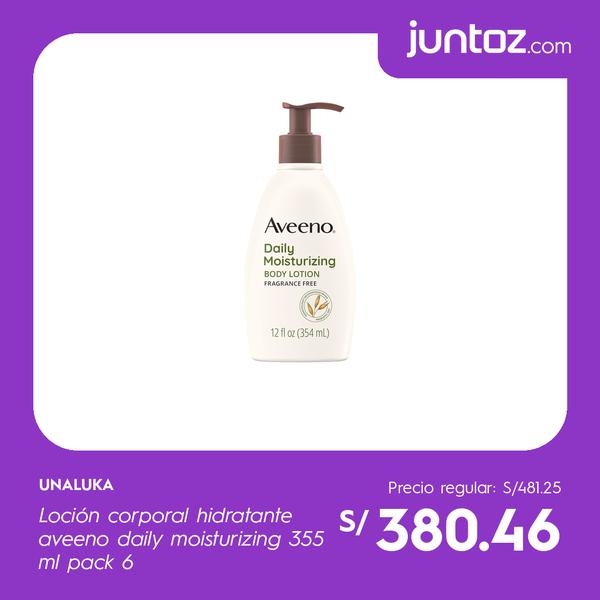 juntoz.com
Aveeno®
Daily
Moisturizing
BODY LOTION
FRAGRANCE FREE
12 fl oz (354 mL)
UNALUKA
Loción corporal hidratante
aveeno daily moisturizing 355
ml pack 6
Precio regular: S/481.25
S/ 380.46